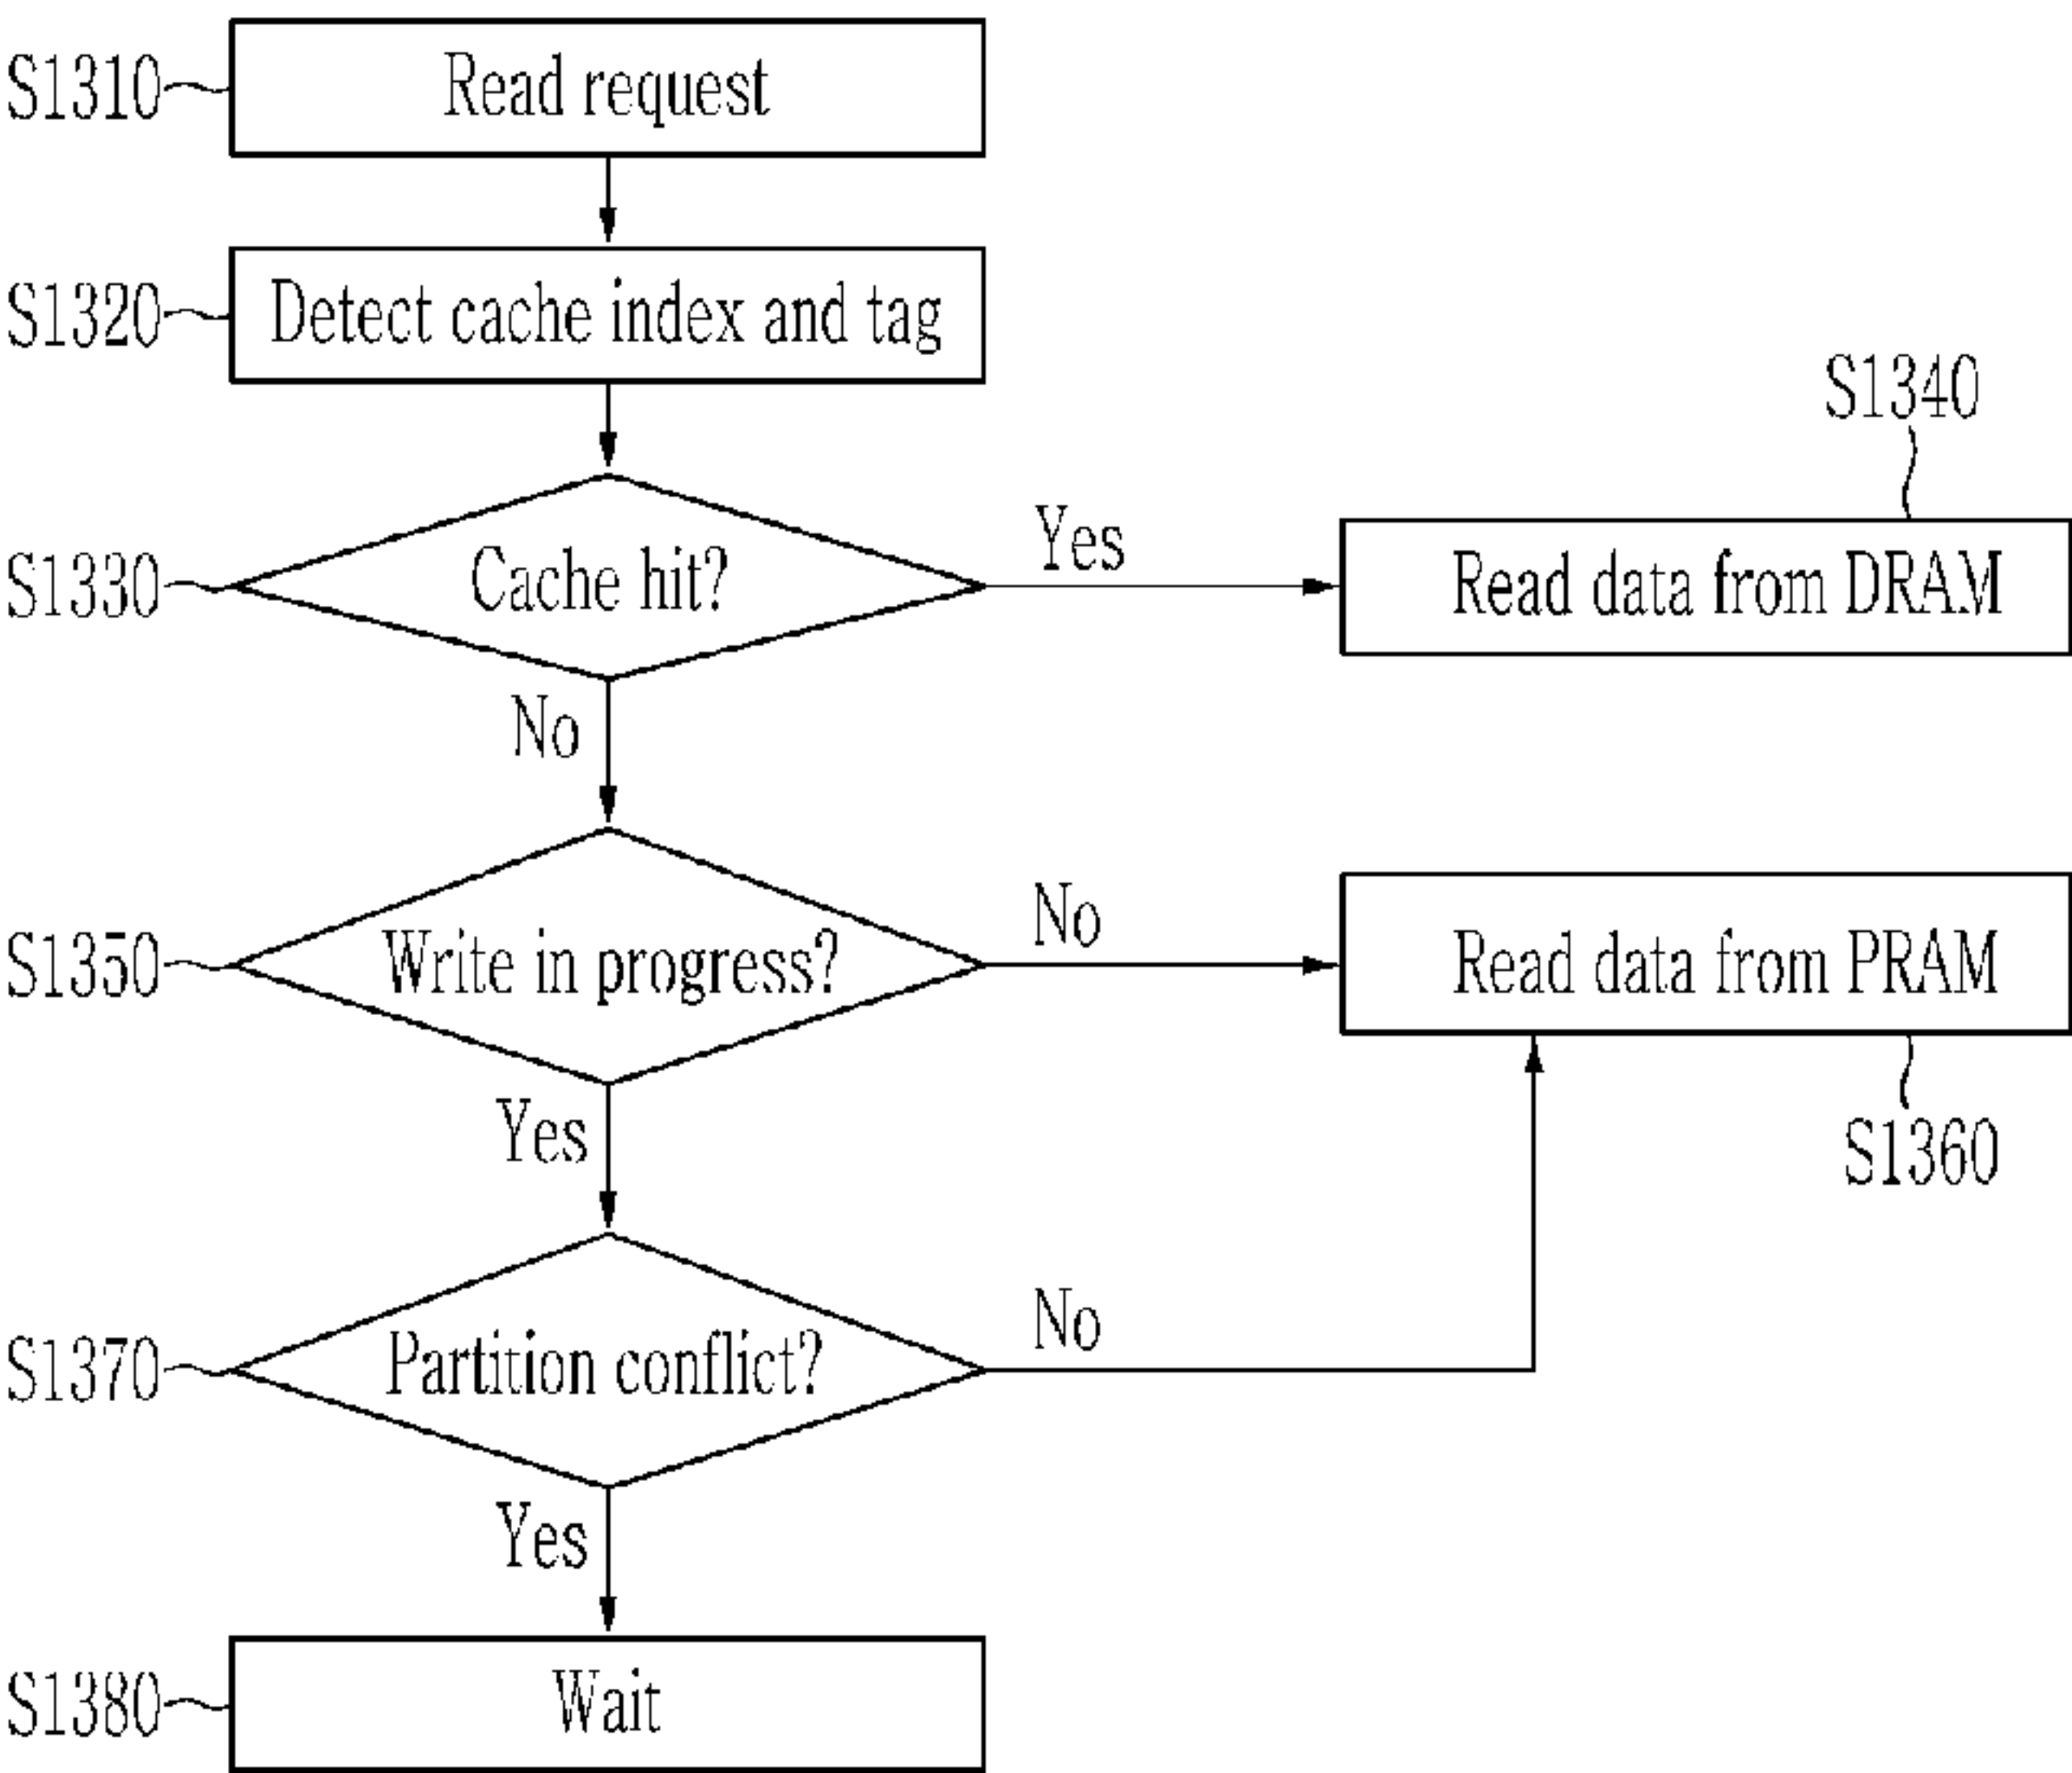 S1310
Read request
S1320
Detect cache index and tag
S1340
S1330
Cache hit?
Yes
Read data from DRAM
No
S1350
Write in progress?
No
Read data from PRAM
Yes
S1360
S1370
Partition conflict?
No
Yes
S1380
Wait